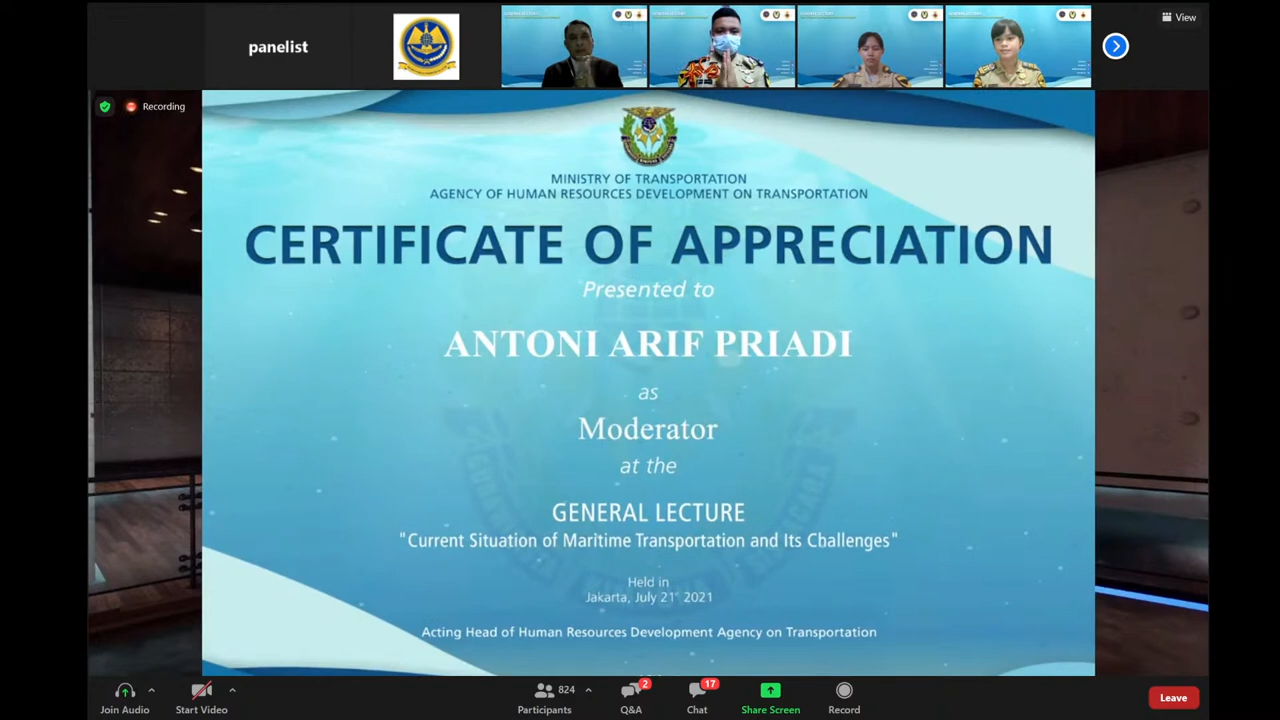 panelist
View
Recording
MINISTRY OF TRANSPORTATION
AGENCY OF HUMAN RESOURCES DEVELOPMENT ON TRANSPORTATION
CERTIFICATE OF APPRECIATION
Presented to
ANTONI ARIF PRIADI
as
Moderator
at the
GENERAL LECTURE
"Current Situation of Maritime Transportation and Its Challenges"
Held in
Jakarta, July 21st 2021
Acting Head of Human Resources Development Agency on Transportation
Join Audio
Start Video
824
Participants
2
Q&A
17
Chat
Share Screen
Record
Leave